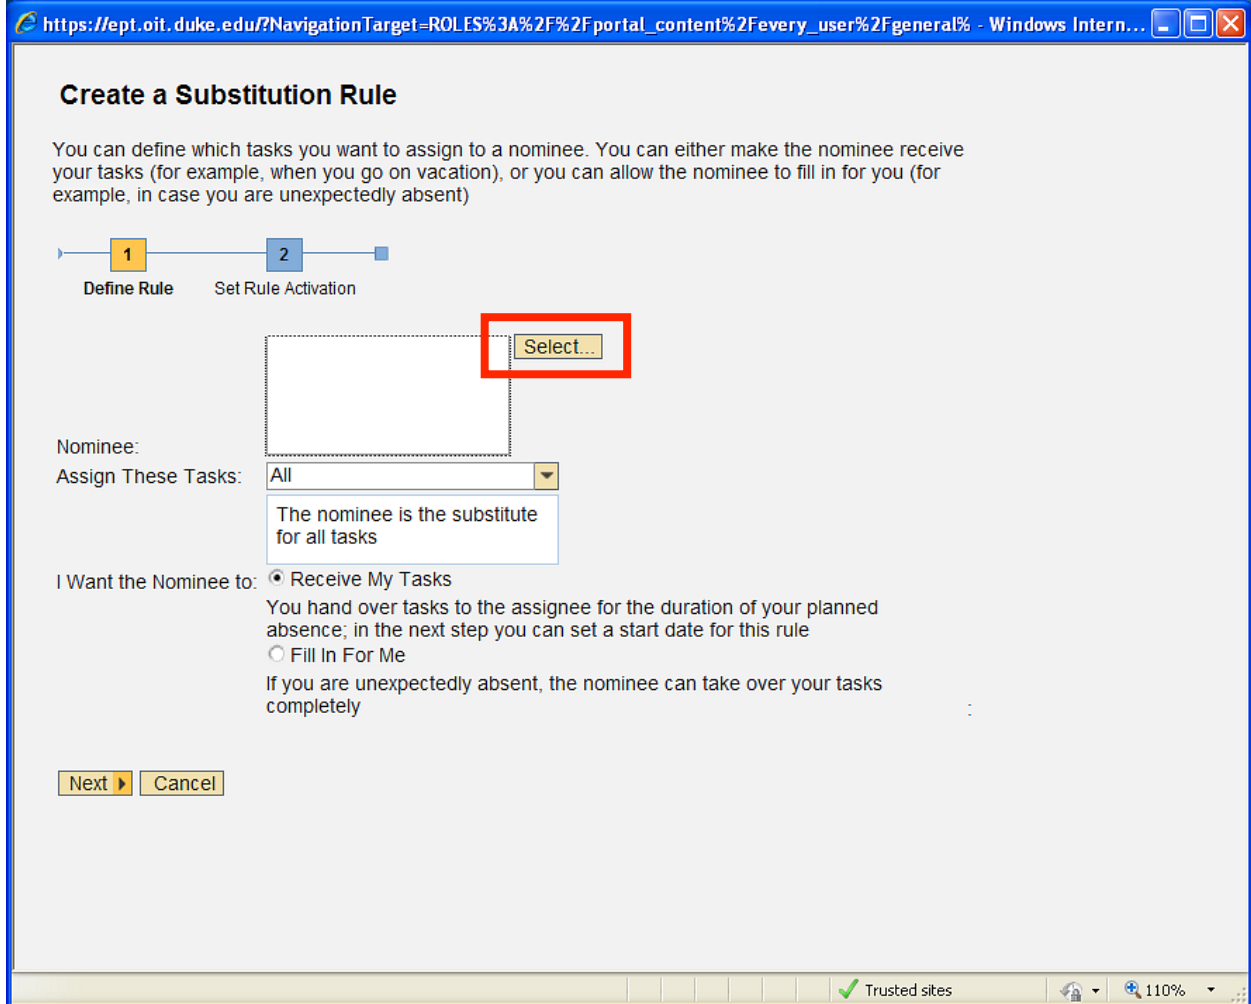 https://ept.oit.duke.edu/?NavigationTarget=ROLES%3A%2F%2Fportal_content%2Fevery_user%2Fgeneral% - Windows Intern...
Create a Substitution Rule
You can define which tasks you want to assign to a nominee. You can either make the nominee receive
your tasks (for example, when you go on vacation), or you can allow the nominee to fill in for you (for
example, in case you are unexpectedly absent)
1 2
Define Rule Set Rule Activation
Select...
Nominee:
Assign These Tasks: All
The nominee is the substitute
for all tasks
I Want the Nominee to: Receive My Tasks
You hand over tasks to the assignee for the duration of your planned
absence; in the next step you can set a start date for this rule
Fill In For Me
If you are unexpectedly absent, the nominee can take over your tasks
completely
Next Cancel
Trusted sites 110%